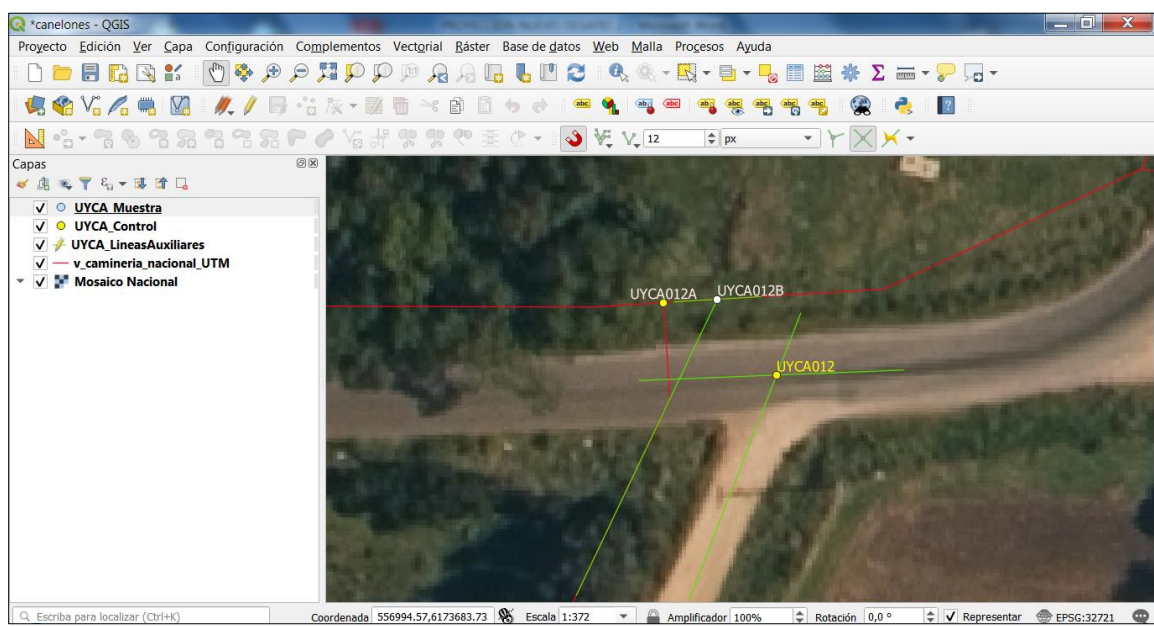 *canelones - QGIS
Proyecto Edición Ver Capa Configuración Complementos Vectorial Ráster Base de datos Web Malla Procesos Ayuda
12 px
Capas
UYCA_Muestra
UYCA_Control
UYCA_LineasAuxiliares
v_camineria_nacional_UTM
Mosaico Nacional
UYCA012A
UYCA012B
UYCA012
Escriba para localizar (Ctrl+K) Coordenada 556994.57,6173683.73 Escala 1:372 Amplificador 100% Rotación 0,0 ° Representar EPSG:32721